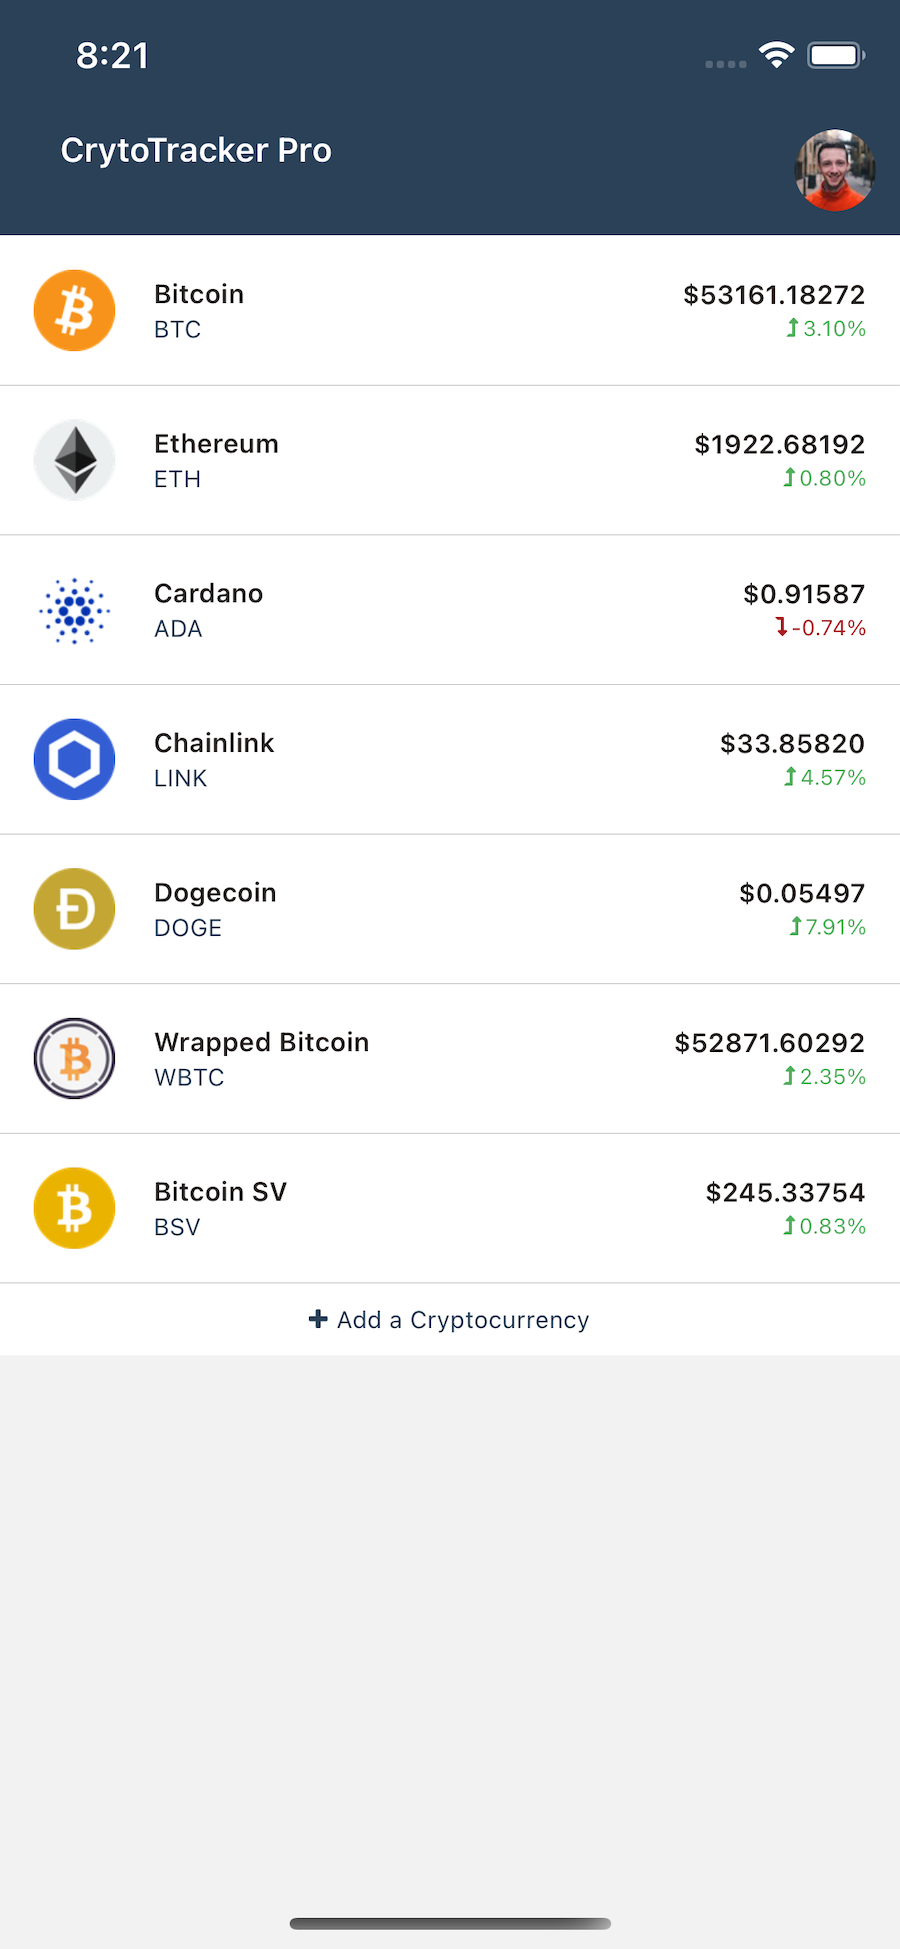 8:21
CrytoTracker Pro
Bitcoin
$53161.18272
BTC
3.10%
Ethereum
$1922.68192
ETH
0.80%
Cardano
$0.91587
ADA
-0.74%
Chainlink
$33.85820
LINK
4.57%
Dogecoin
$0.05497
DOGE
7.91%
Wrapped Bitcoin
$52871.60292
WBTC
2.35%
Bitcoin SV
$245.33754
BSV
0.83%
Add a Cryptocurrency